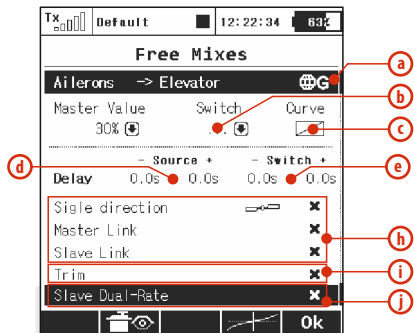 Tx Default 12:22:34 63%
Free Mixes
Ailerons -> Elevator G
a
b
Master Value Switch Curve
30% ...
c
- Source + - Switch +
d
e
Delay 0.0s 0.0s 0.0s 0.0s
Sigle direction
Master Link
h
Slave Link
Trim
i
Slave Dual-Rate
j
Ok